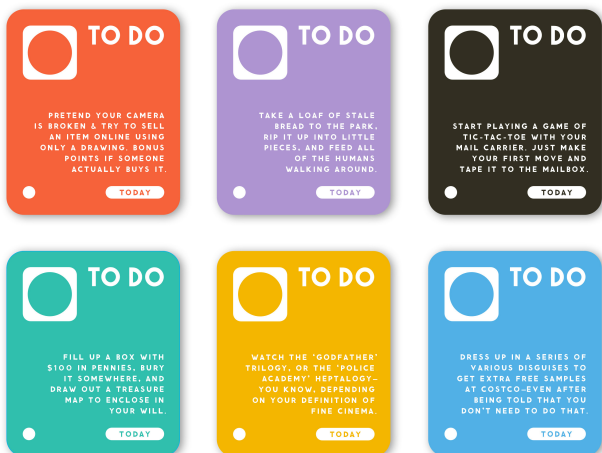 TO DO
PRETEND YOUR CAMERA
IS BROKEN & TRY TO SELL
AN ITEM ONLINE USING
ONLY A DRAWING. BONUS
POINTS IF SOMEONE
ACTUALLY BUYS IT.
TODAY
TO DO
TAKE A LOAF OF STALE
BREAD TO THE PARK,
RIP IT UP INTO LITTLE
PIECES, AND FEED ALL
OF THE HUMANS
WALKING AROUND.
TODAY
TO DO
START PLAYING A GAME OF
TIC-TAC-TOE WITH YOUR
MAIL CARRIER. JUST MAKE
YOUR FIRST MOVE AND
TAPE IT TO THE MAILBOX.
TODAY
TO DO
FILL UP A BOX WITH
$100 IN PENNIES, BURY
IT SOMEWHERE, AND
DRAW OUT A TREASURE
MAP TO ENCLOSE IN
YOUR WILL.
TODAY
TO DO
WATCH THE 'GODFATHER'
TRILOGY, OR THE 'POLICE
ACADEMY' HEPTALOGY–
YOU KNOW, DEPENDING
ON YOUR DEFINITION OF
FINE CINEMA.
TODAY
TO DO
DRESS UP IN A SERIES OF
VARIOUS DISGUISES TO
GET EXTRA FREE SAMPLES
AT COSTCO–EVEN AFTER
BEING TOLD THAT YOU
DON'T NEED TO DO THAT.
TODAY